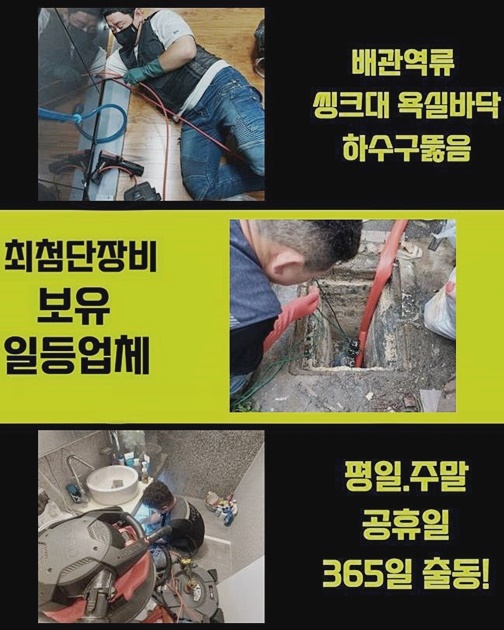 배관역류
씽크대 욕실바닥
하수구뚫음
최첨단장비
보유
일등업체
평일.주말
공휴일
365일 출동!